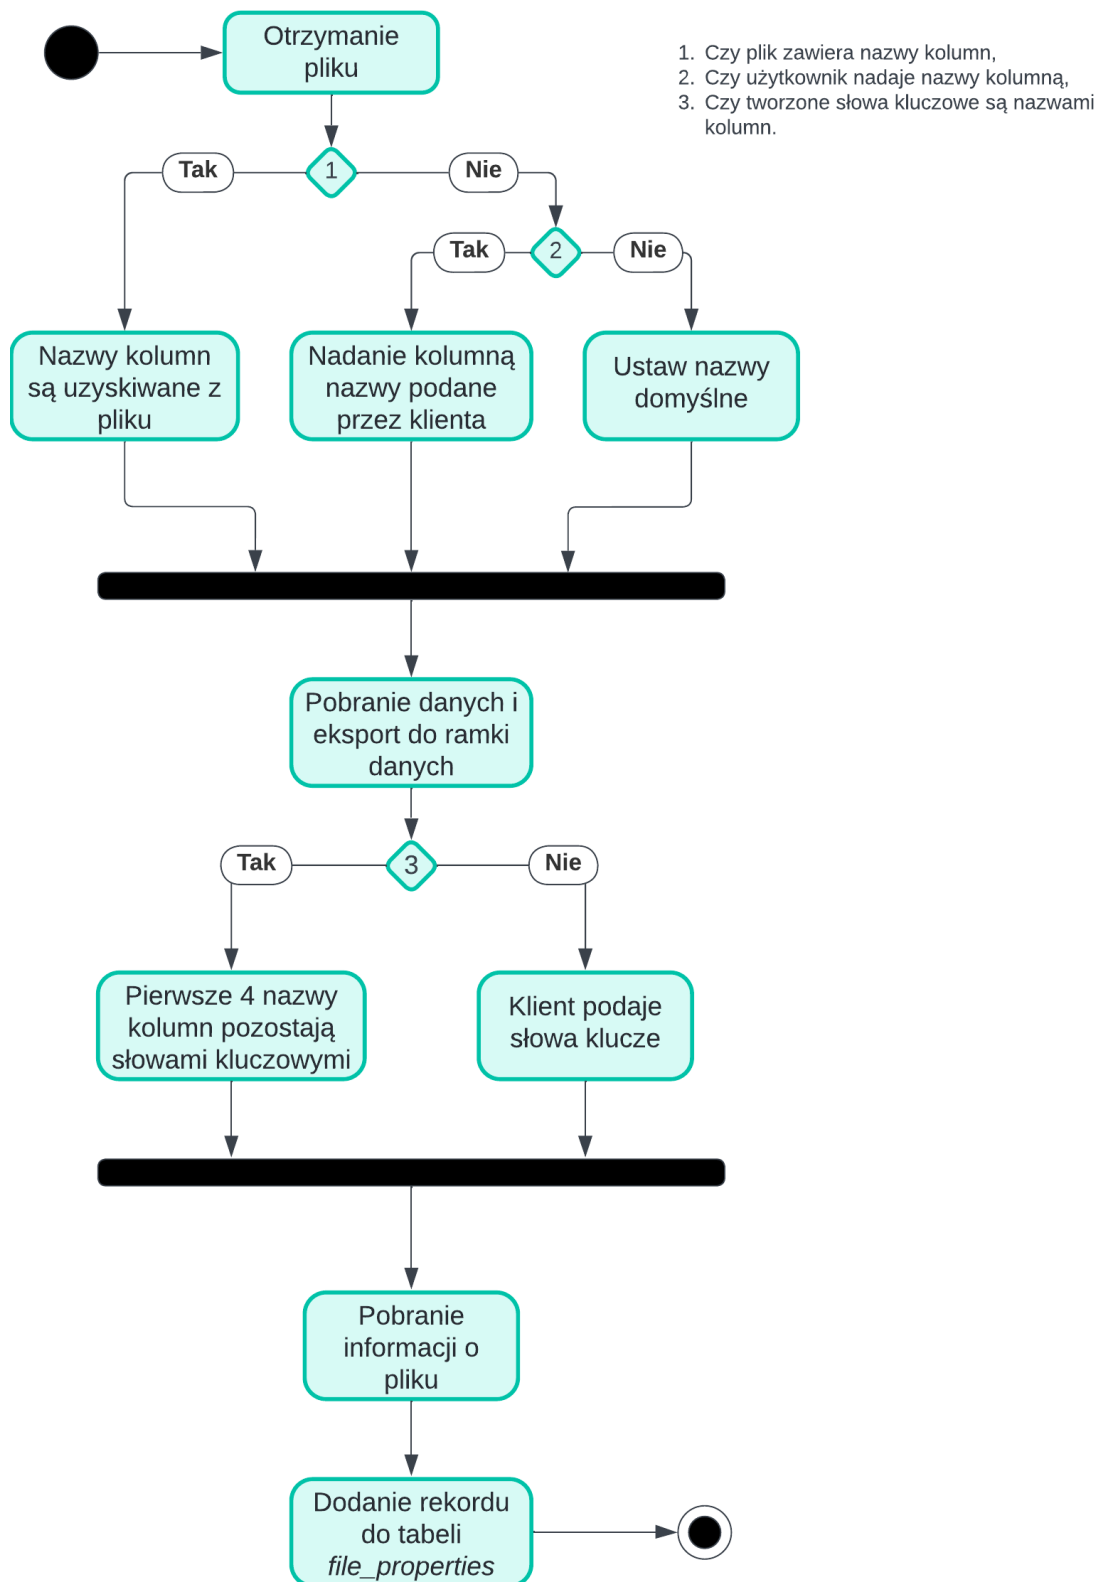 Otrzymanie
pliku
1. Czy plik zawiera nazwy kolumn,
2. Czy użytkownik nadaje nazwy kolumną,
3. Czy tworzone słowa kluczowe są nazwami
kolumn.
Tak
1
Nie
Tak
2
Nie
Nazwy kolumn
są uzyskiwane z
pliku
Nadanie kolumną
nazwy podane
przez klienta
Ustaw nazwy
domyślne
Pobranie danych i
eksport do ramki
danych
Tak
3
Nie
Pierwsze 4 nazwy
kolumn pozostają
słowami kluczowymi
Klient podaje
słowa klucze
Pobranie
informacji o
pliku
Dodanie rekordu
do tabeli
file_properties